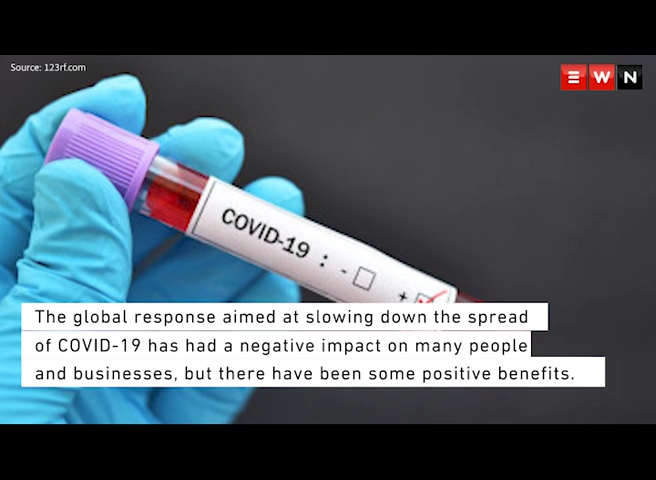 Source: 123rf.com
EWN
COVID-19 : - 
+
The global response aimed at slowing down the spread
of COVID-19 has had a negative impact on many people
and businesses, but there have been some positive benefits.